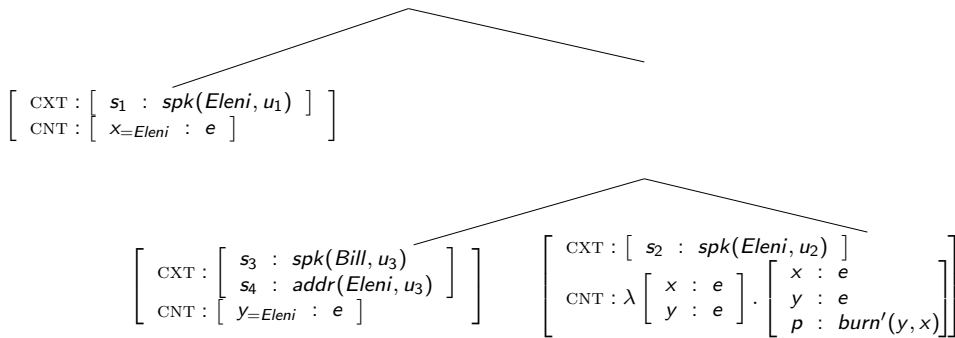 CXT : [ s₁ : spk(Eleni, u₁) ]
CNT : [ x₌Eleni : e ]
CXT : [ s₃ : spk(Bill, u₃)
s₄ : addr(Eleni, u₃) ]
CNT : [ y₌Eleni : e ]
CXT : [ s₂ : spk(Eleni, u₂) ]
CNT : λ [ x : e
y : e ] . [ x : e
y : e
p : burn′(y, x) ]